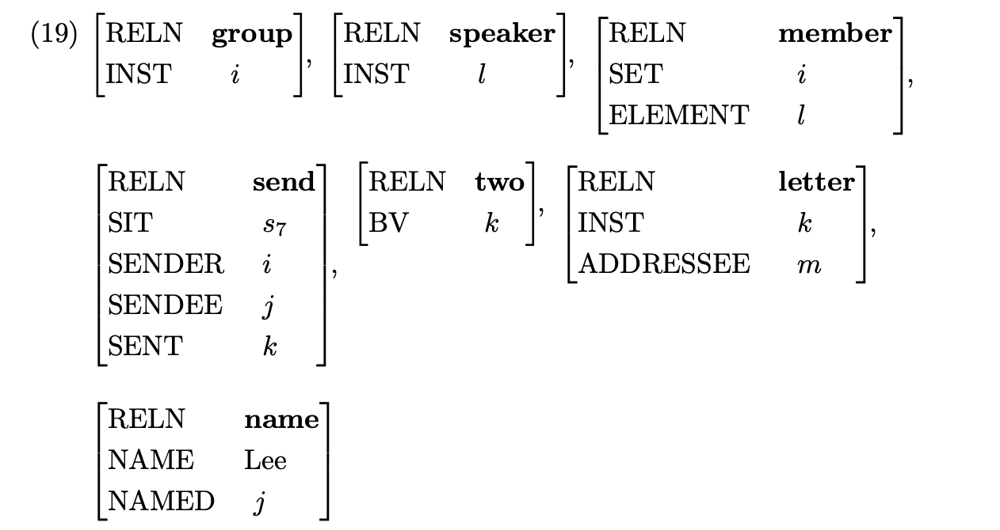 (19) [RELN group], [RELN speaker], [RELN member],
INST i INST l SET i
ELEMENT l
RELN send, RELN two, RELN letter,
SIT s₇ BV k INST k
SENDER i ADDRESSEE m
SENDEE j
SENT k
RELN name
NAME Lee
NAMED j